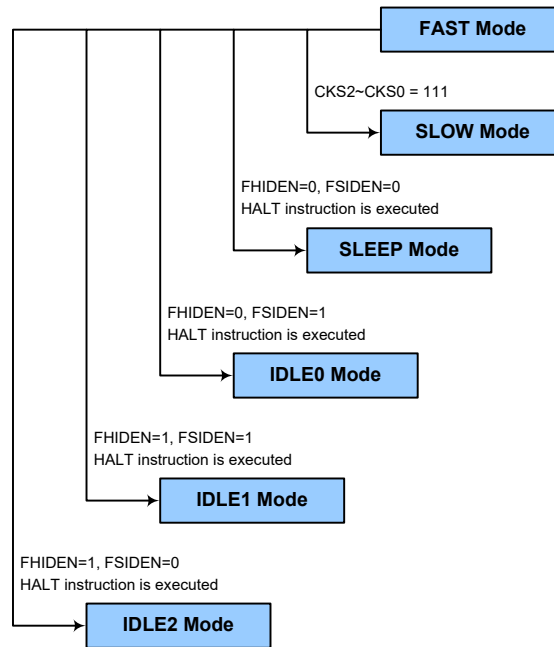 FAST Mode
CKS2~CKS0 = 111
SLOW Mode
FHIDEN=0, FSIDEN=0
HALT instruction is executed
SLEEP Mode
FHIDEN=0, FSIDEN=1
HALT instruction is executed
IDLE0 Mode
FHIDEN=1, FSIDEN=1
HALT instruction is executed
IDLE1 Mode
FHIDEN=1, FSIDEN=0
HALT instruction is executed
IDLE2 Mode